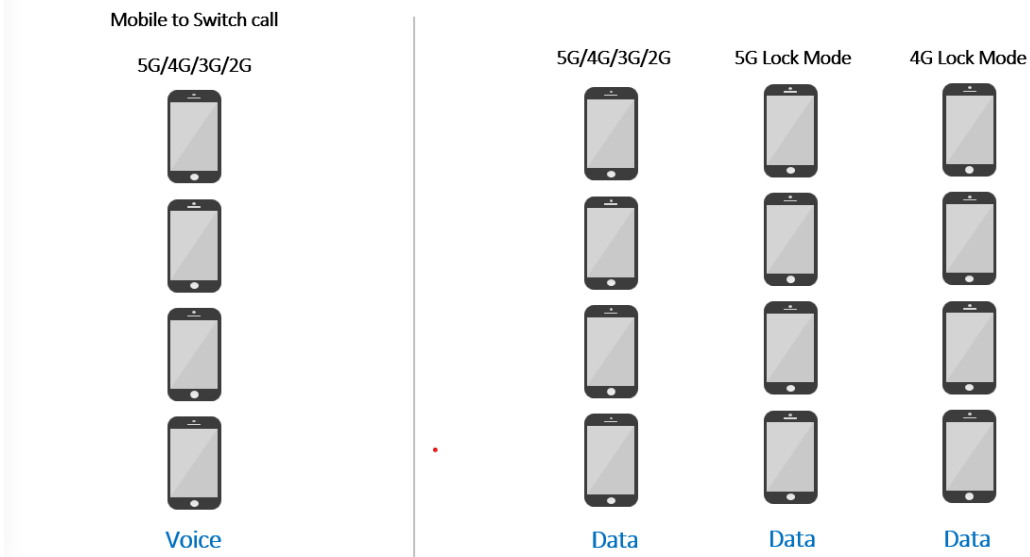 Mobile to Switch call
5G/4G/3G/2G
Voice
5G/4G/3G/2G
5G Lock Mode
4G Lock Mode
Data
Data
Data